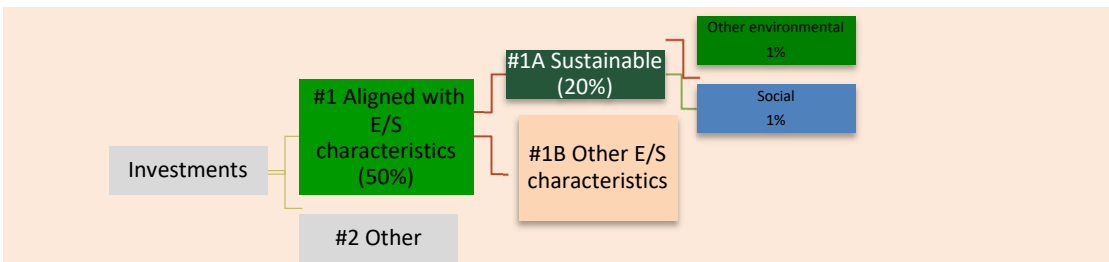 Investments
#1 Aligned with
E/S
characteristics
(50%)
#2 Other
#1A Sustainable
(20%)
#1B Other E/S
characteristics
Other environmental
1%
Social
1%